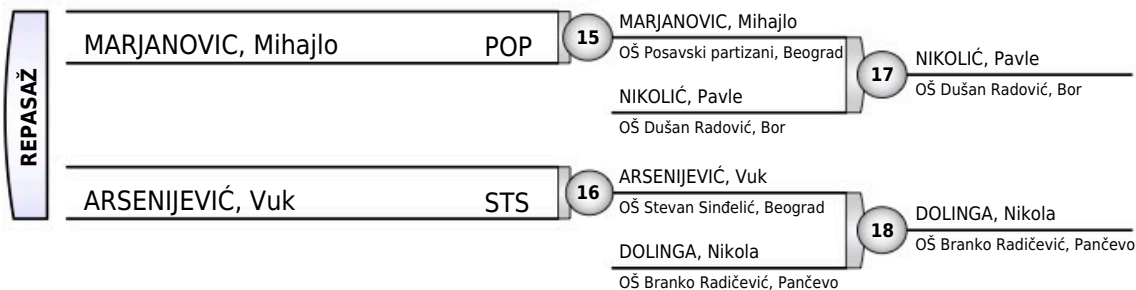 REPASAŽ
MARJANOVIC, Mihajlo POP
15
MARJANOVIC, Mihajlo
OŠ Posavski partizani, Beograd
NIKOLIĆ, Pavle
OŠ Dušan Radović, Bor
17
NIKOLIĆ, Pavle
OŠ Dušan Radović, Bor
ARSENIJEVIĆ, Vuk STS
16
ARSENIJEVIĆ, Vuk
OŠ Stevan Sinđelić, Beograd
DOLINGA, Nikola
OŠ Branko Radičević, Pančevo
18
DOLINGA, Nikola
OŠ Branko Radičević, Pančevo